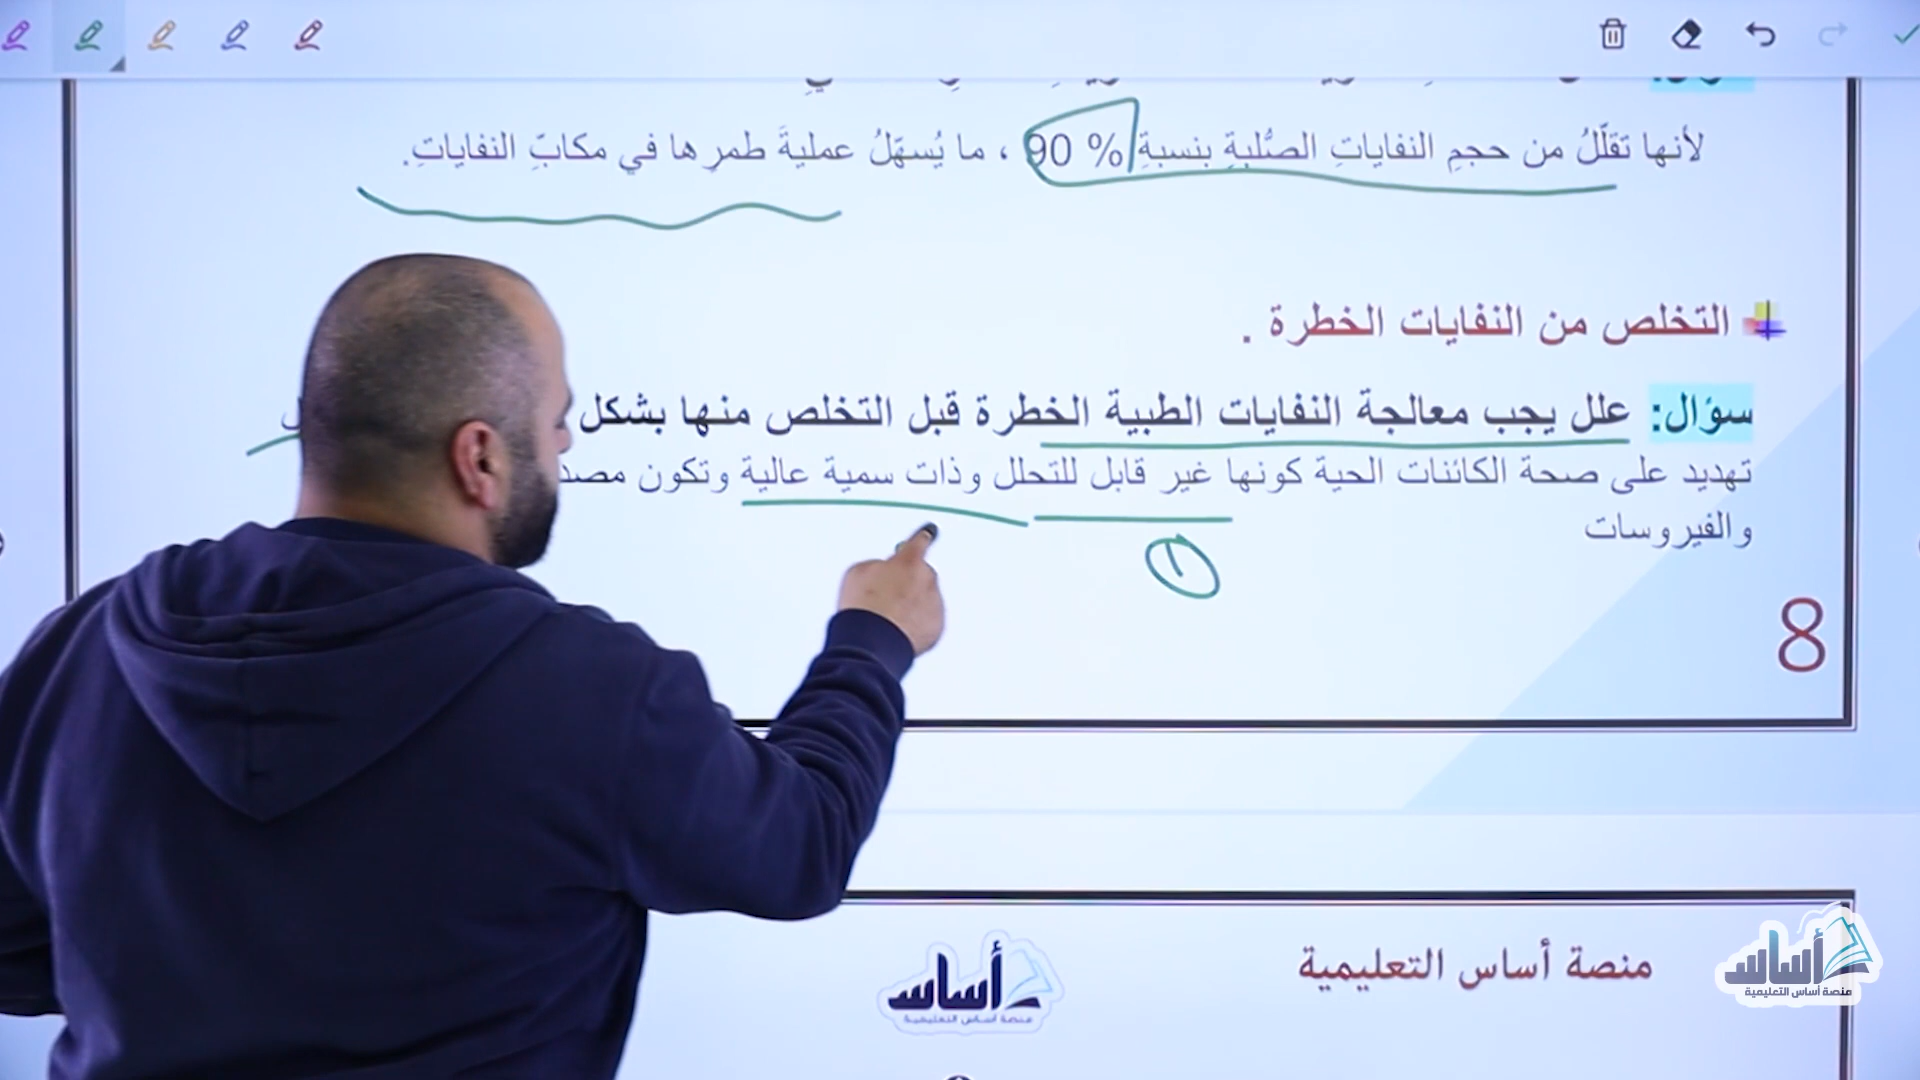 لأنها تقلّلُ من حجمِ النفاياتِ الصُّلبةِ بنسبةِ 90 % ، ما يُسهّلُ عمليةَ طمرِها في مكابِّ النفاياتِ.
التخلص من النفايات الخطرة .
سؤال: علل يجب معالجة النفايات الطبية الخطرة قبل التخلص منها بشكل
تهديد على صحة الكائنات الحية كونها غير قابل للتحلل وذات سمية عالية وتكون
والفيروسات
1
8
منصة أساس التعليمية
أساس
منصة أساس التعليمية
أساس
منصة أساس التعليمية